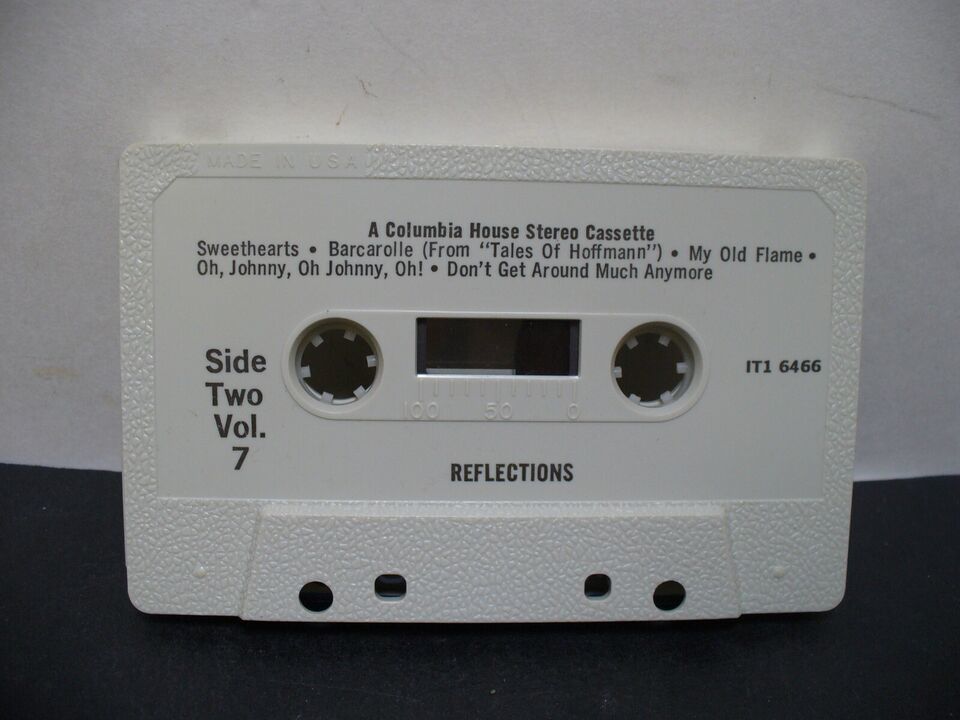 MADE IN U.S.A.
A Columbia House Stereo Cassette
Sweethearts • Barcarolle (From “Tales Of Hoffmann”) • My Old Flame •
Oh, Johnny, Oh Johnny, Oh! • Don’t Get Around Much Anymore
Side
Two
Vol.
7
IT1 6466
100 50 0
REFLECTIONS